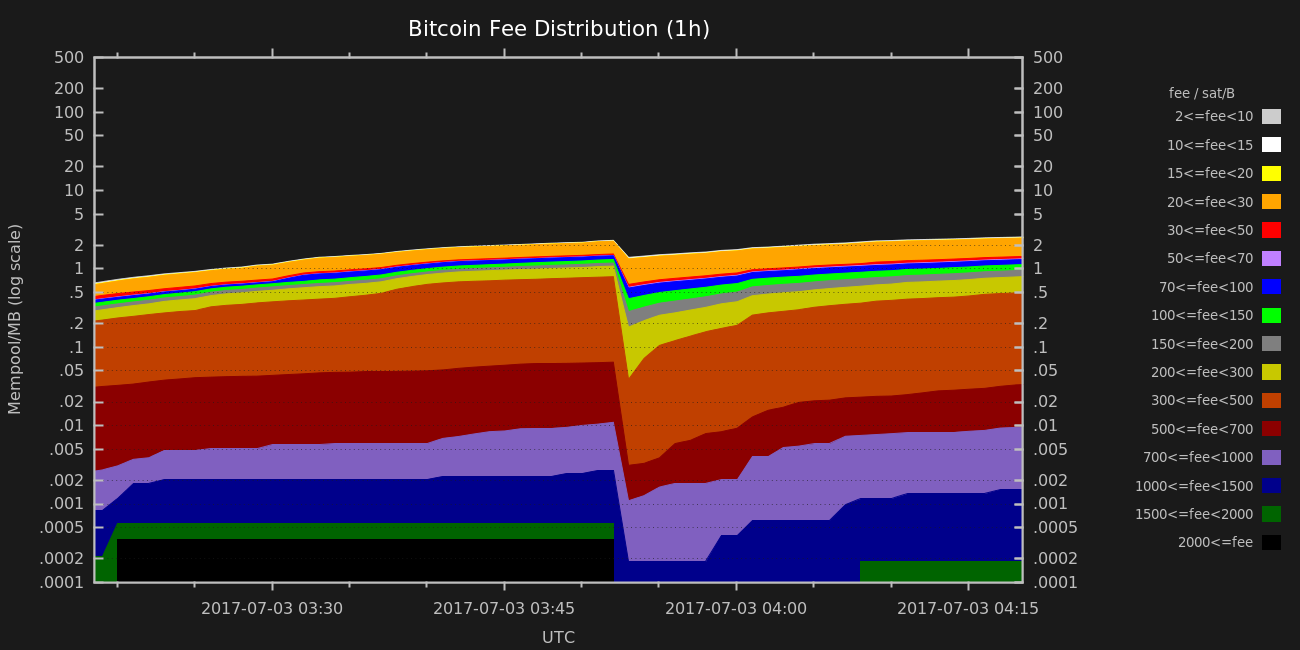 Bitcoin Fee Distribution (1h)
500 500
200 200
100 100
50 50
20 20
10 10
5 5
2 2
1 1
.5 .5
.2 .2
.1 .1
.05 .05
.02 .02
.01 .01
.005 .005
.002 .002
.001 .001
.0005 .0005
.0002 .0002
.0001 .0001
Mempool/MB (log scale)
2017-07-03 03:30 2017-07-03 03:45 2017-07-03 04:00 2017-07-03 04:15
UTC
fee / sat/B
2<=fee<10
10<=fee<15
15<=fee<20
20<=fee<30
30<=fee<50
50<=fee<70
70<=fee<100
100<=fee<150
150<=fee<200
200<=fee<300
300<=fee<500
500<=fee<700
700<=fee<1000
1000<=fee<1500
1500<=fee<2000
2000<=fee